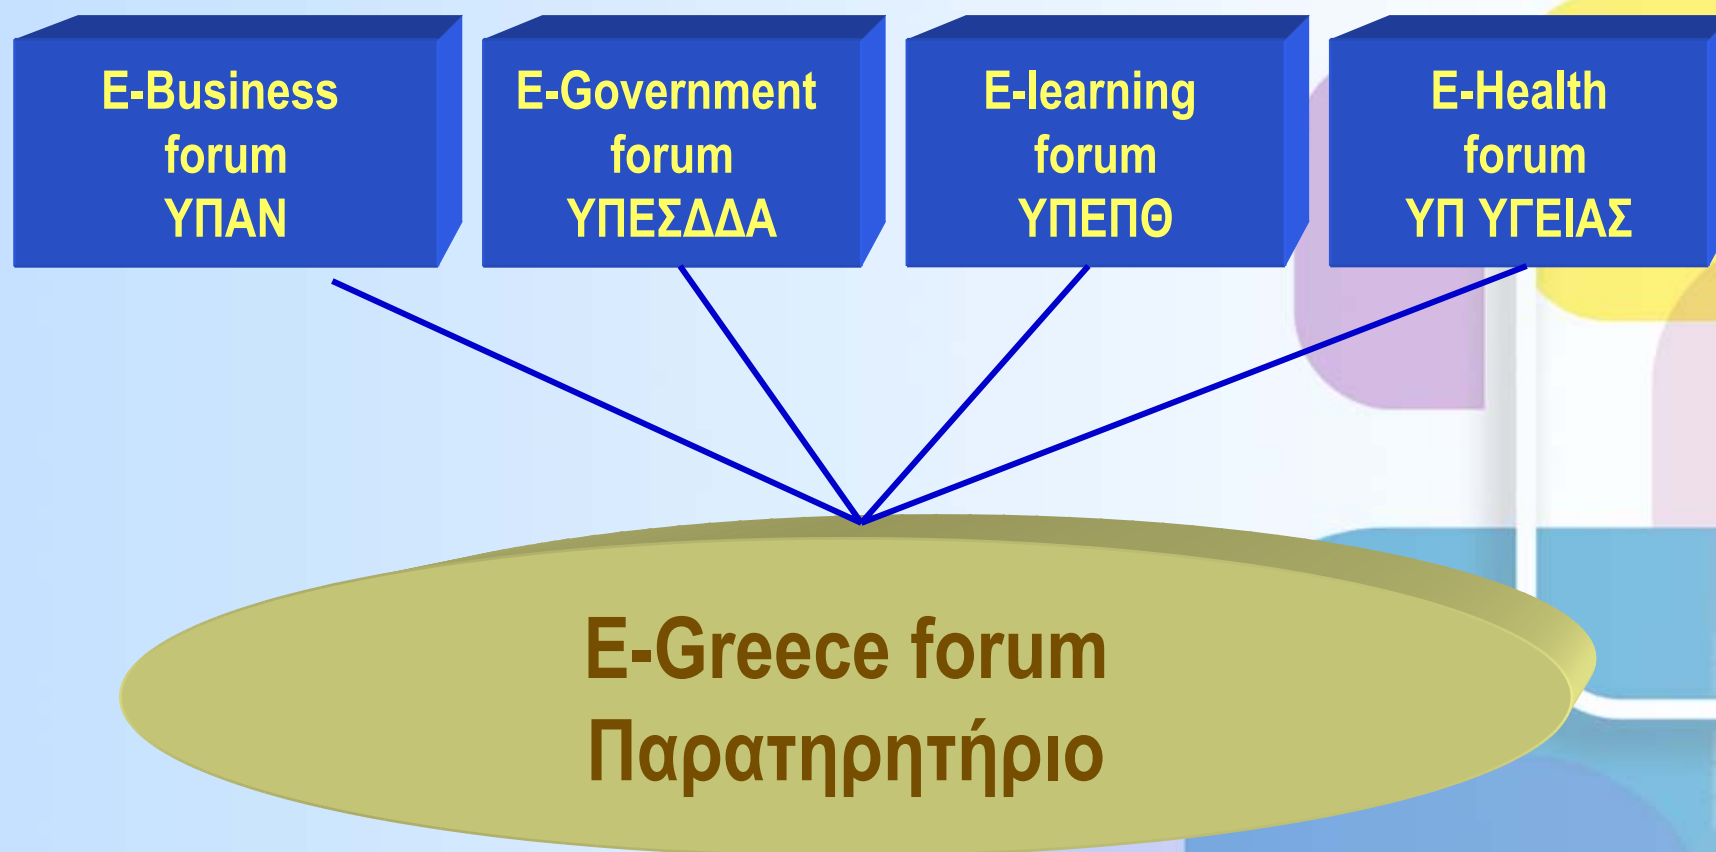 E-Business
forum
ΥΠΑΝ
E-Government
forum
ΥΠΕΣΔΔΑ
E-learning
forum
ΥΠΕΠΘ
E-Health
forum
ΥΠ ΥΓΕΙΑΣ
E-Greece forum
Παρατηρητήριο